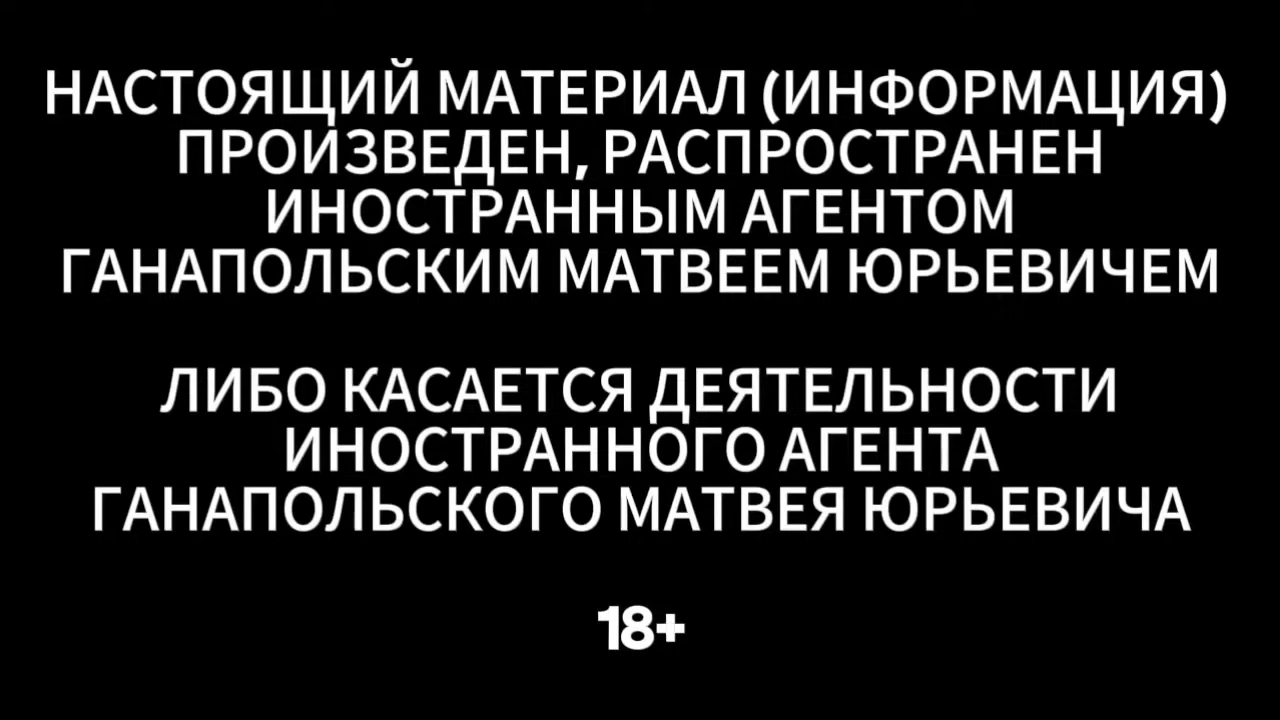 НАСТОЯЩИЙ МАТЕРИАЛ (ИНФОРМАЦИЯ)
ПРОИЗВЕДЕН, РАСПРОСТРАНЕН
ИНОСТРАННЫМ АГЕНТОМ
ГАНАПОЛЬСКИМ МАТВЕЕМ ЮРЬЕВИЧЕМ
ЛИБО КАСАЕТСЯ ДЕЯТЕЛЬНОСТИ
ИНОСТРАННОГО АГЕНТА
ГАНАПОЛЬСКОГО МАТВЕЯ ЮРЬЕВИЧА
18+